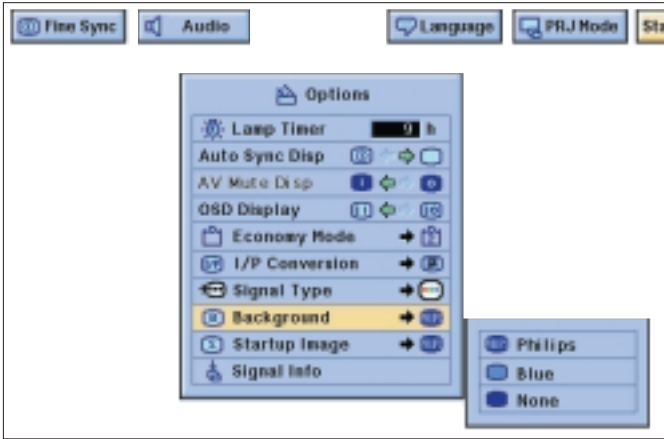 Fine Sync Audio Language PRJ Mode Sta
Options
Lamp Timer 9 h
Auto Sync Disp
AV Mute Disp
OSD Display
Economy Mode
I/P Conversion
Signal Type
Background
Startup Image
Signal Info
Philips
Blue
None